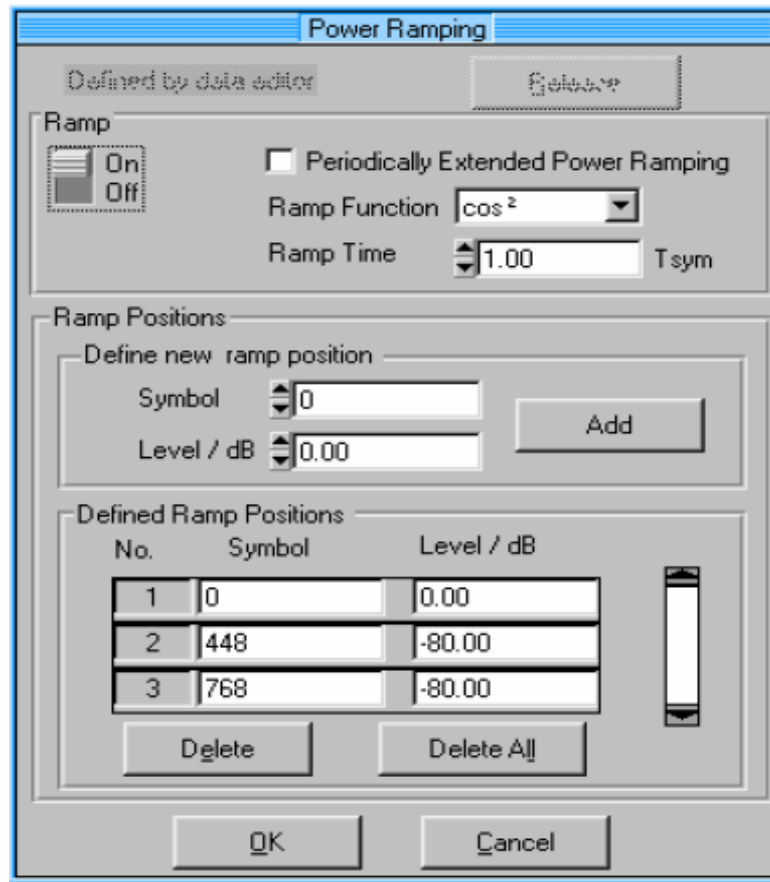 Power Ramping
Defined by data editor
Release
Ramp
On
Off
Periodically Extended Power Ramping
Ramp Function cos²
Ramp Time 1.00 Tsym
Ramp Positions
Define new ramp position
Symbol 0
Level / dB 0.00
Add
Defined Ramp Positions
No. Symbol Level / dB
1 0 0.00
2 448 -80.00
3 768 -80.00
Delete Delete All
OK Cancel